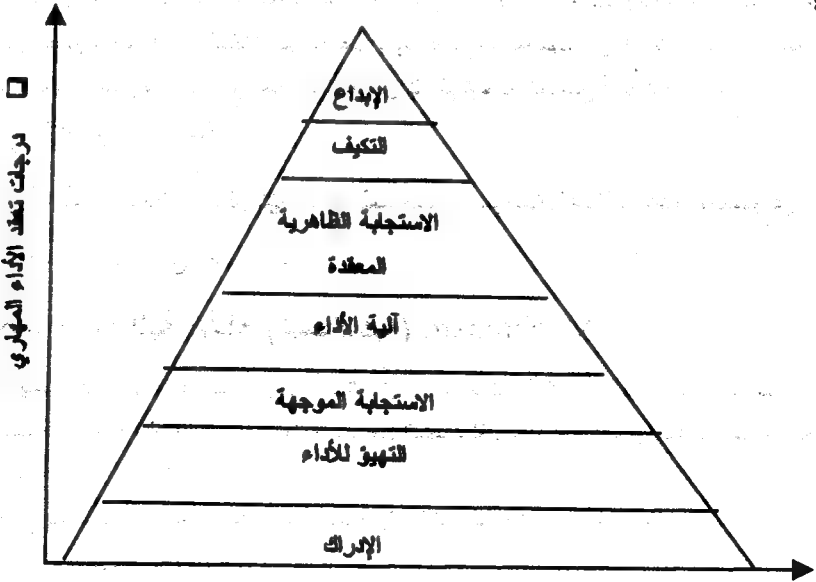 الإبداع
التكيف
الاستجابة الظاهرية
المعقدة
آلية الأداء
الاستجابة الموجهة
التهيؤ للأداء
الإدراك
درجات تعقد الأداء المهاري